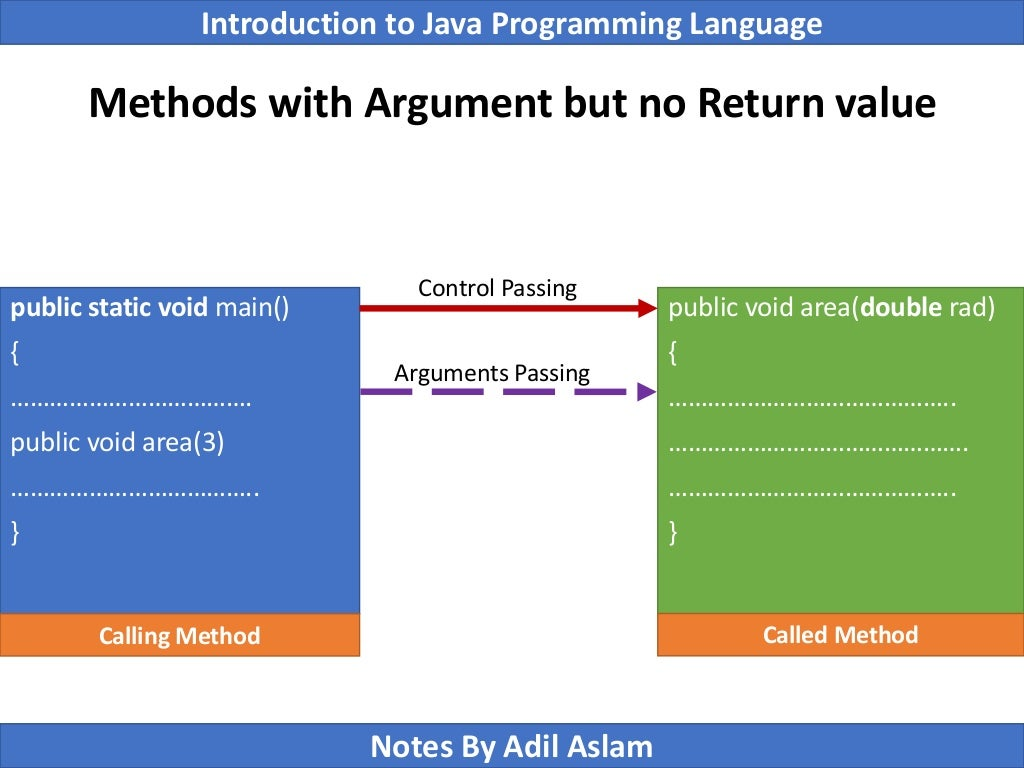 Introduction to Java Programming Language
Methods with Argument but no Return value
public static void main()
{
……………………………….
public void area(3)
………………………………..
}
Calling Method
Control Passing
Arguments Passing
public void area(double rad)
{
…………………………………….
………………………………………
…………………………………….
}
Called Method
Notes By Adil Aslam